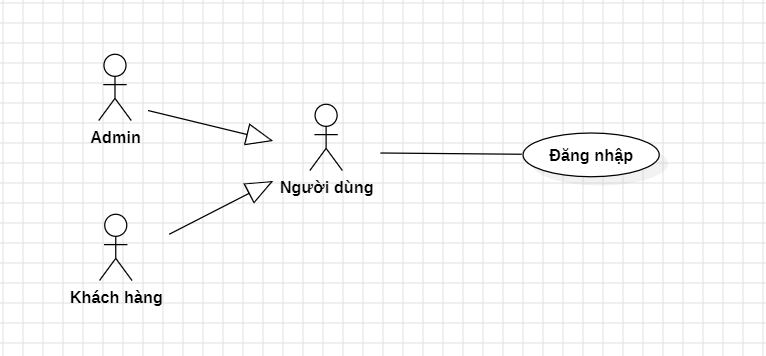 Admin
Người dùng
Đăng nhập
Khách hàng